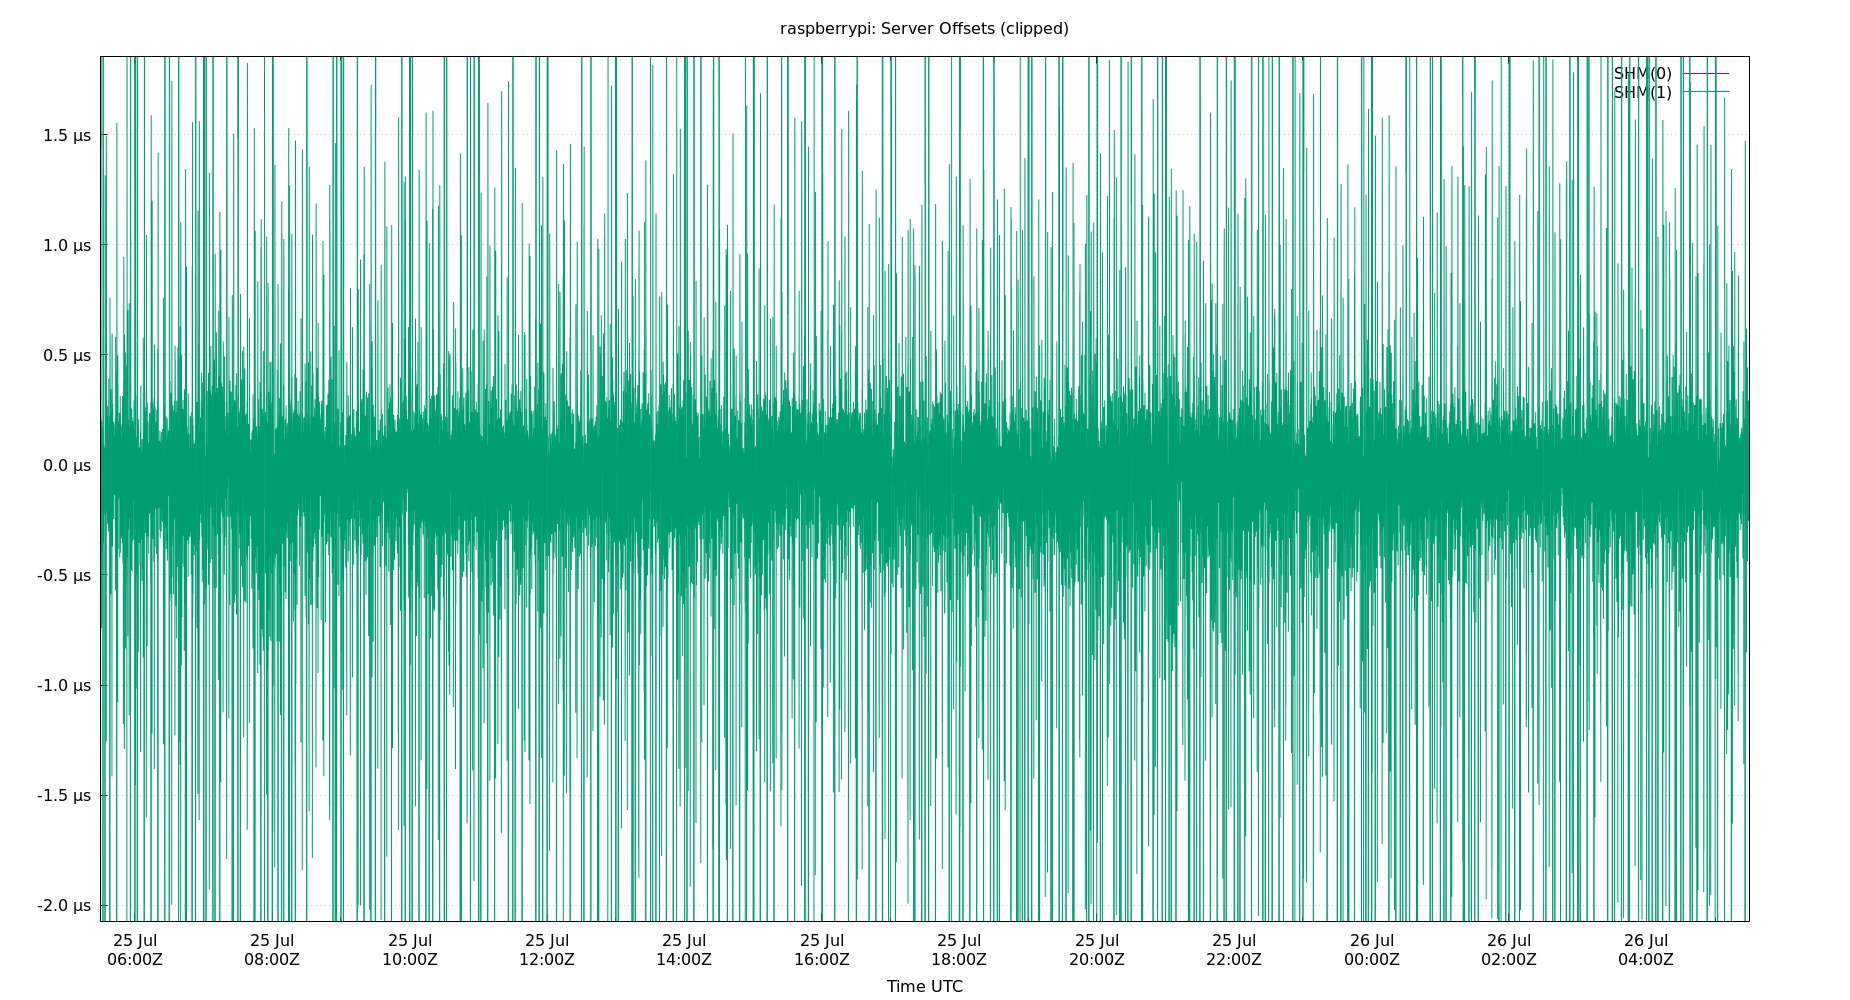 raspberrypi: Server Offsets (clipped)
SHM(0)
SHM(1)
1.5 µs
1.0 µs
0.5 µs
0.0 µs
-0.5 µs
-1.0 µs
-1.5 µs
-2.0 µs
25 Jul 25 Jul 25 Jul 25 Jul 25 Jul 25 Jul 25 Jul 25 Jul 25 Jul 26 Jul 26 Jul 26 Jul
06:00Z 08:00Z 10:00Z 12:00Z 14:00Z 16:00Z 18:00Z 20:00Z 22:00Z 00:00Z 02:00Z 04:00Z
Time UTC